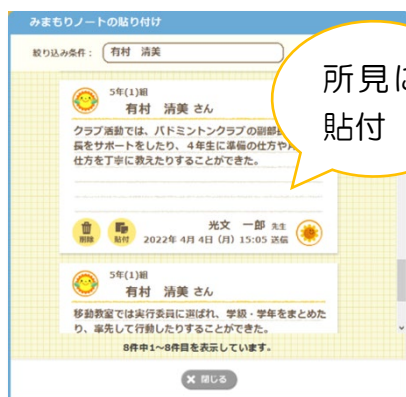 みまもりノートの貼り付け
絞り込み条件：　有村　清美
所見に
貼付
5年(1)組
有村　清美 さん
クラブ活動では、バドミントンクラブの副部
長をサポートをしたり、4年生に準備の仕方や
仕方を丁寧に教えたりすることができた。
光文　一郎 先生
削除
貼付
2022年 4月 4日 (月) 15:05 送信
5年(1)組
有村　清美 さん
移動教室では実行委員に選ばれ、学級・学年をまとめた
り、率先して行動したりすることができた。
8件中1～8件目を表示しています。
× 閉じる